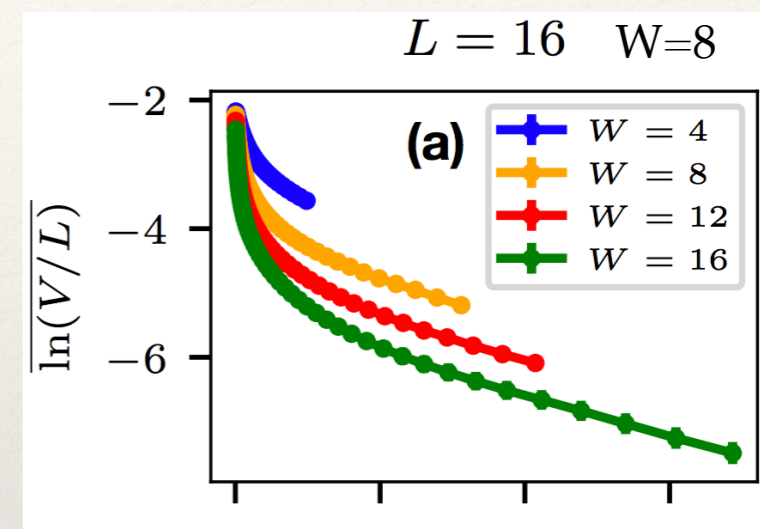 L = 16 W=8
−2
−4
−6
ln(V/L)
(a)
W = 4
W = 8
W = 12
W = 16